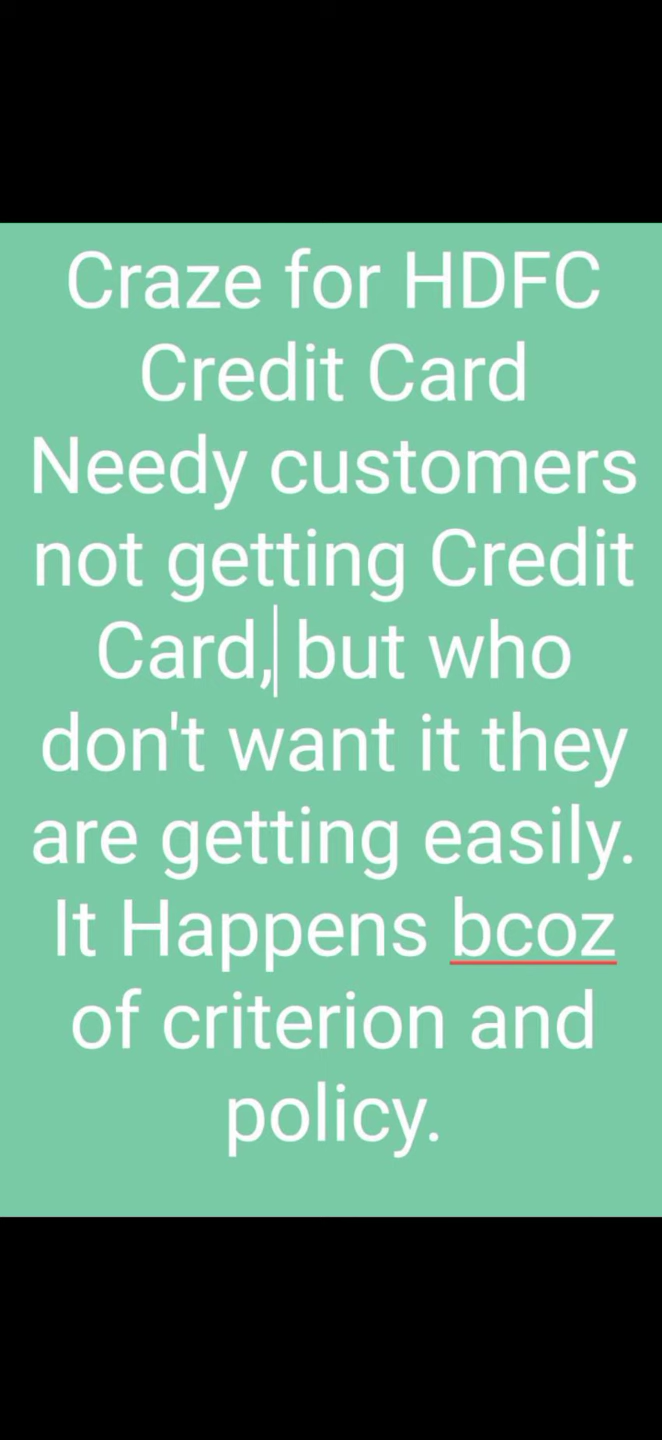 Craze for HDFC
Credit Card
Needy customers
not getting Credit
Card, but who
don't want it they
are getting easily.
It Happens bcoz
of criterion and
policy.